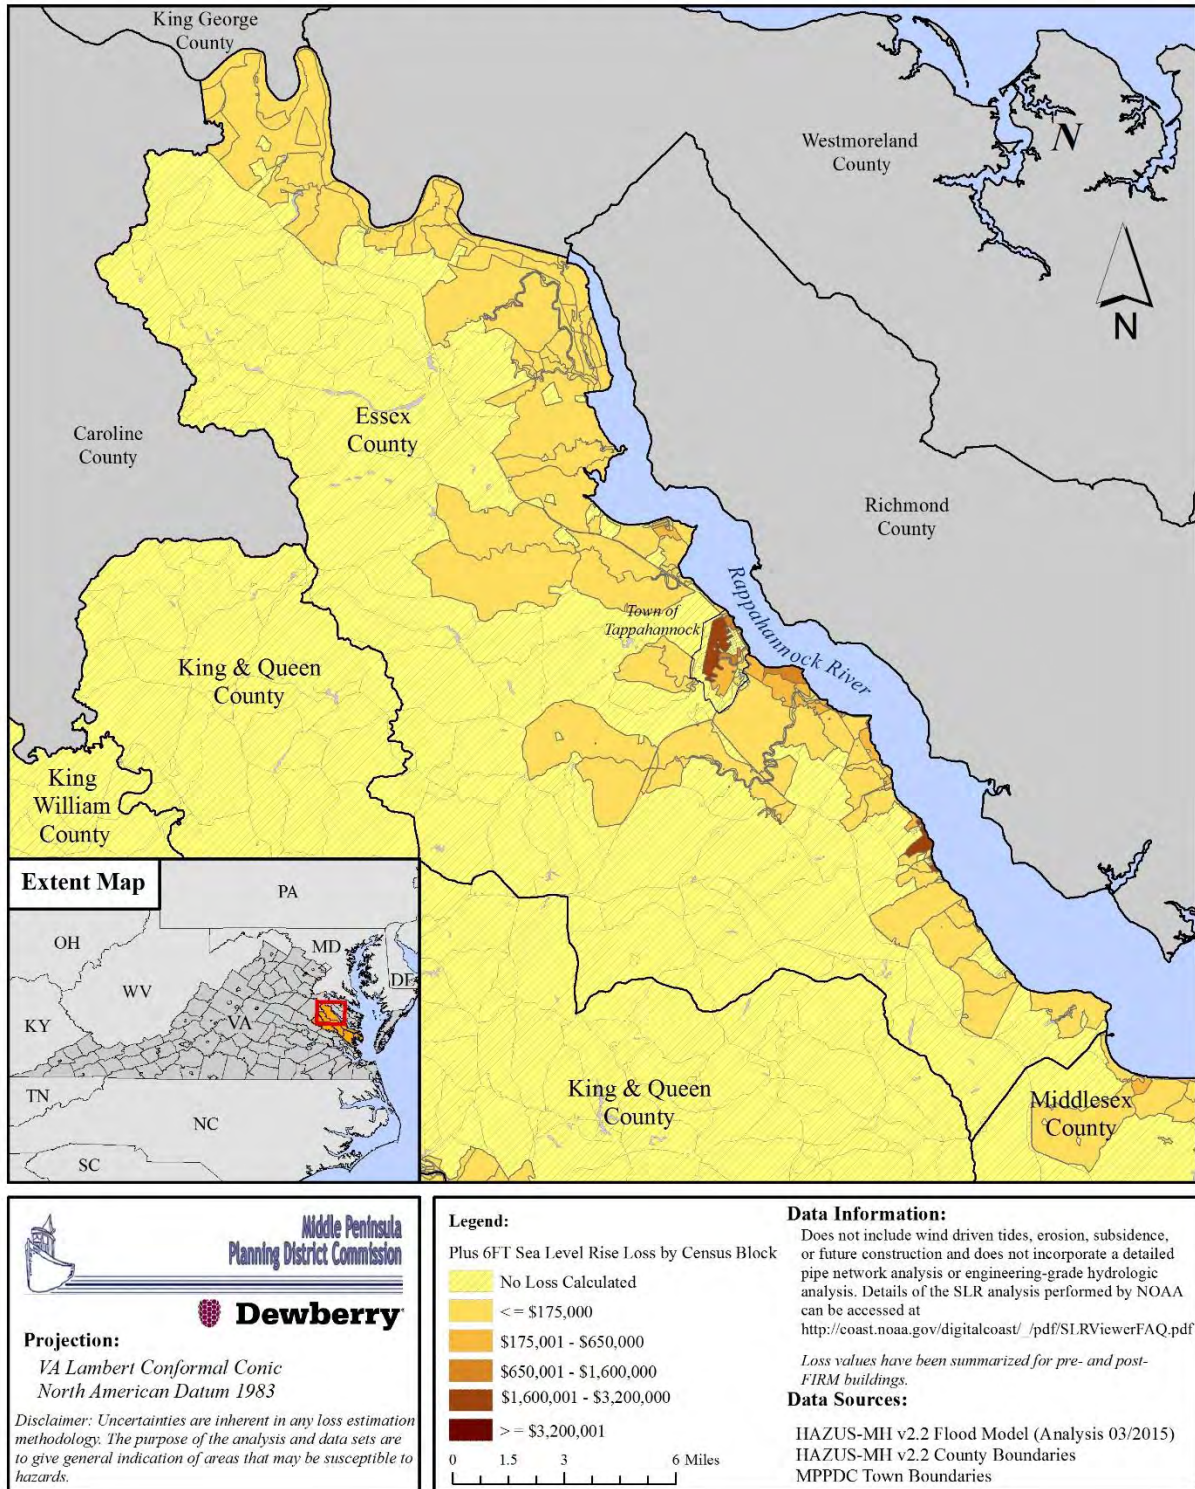 King George
County
Westmoreland
County
N
N
Essex
County
Caroline
County
Richmond
County
Rappahannock River
Town of
Tappahannock
King & Queen
County
King
William
County
Extent Map
PA
OH
MD
DE
WV
KY
VA
TN
NC
SC
King & Queen
County
Middlesex
County
Middle Peninsula
Planning District Commission
Dewberry
Projection:
VA Lambert Conformal Conic
North American Datum 1983
Disclaimer: Uncertainties are inherent in any loss estimation
methodology. The purpose of the analysis and data sets are
to give general indication of areas that may be susceptible to
hazards.
Legend:
Plus 6FT Sea Level Rise Loss by Census Block
No Loss Calculated
< = $175,000
$175,001 - $650,000
$650,001 - $1,600,000
$1,600,001 - $3,200,000
> = $3,200,001
0 1.5 3 6 Miles
Data Information:
Does not include wind driven tides, erosion, subsidence,
or future construction and does not incorporate a detailed
pipe network analysis or engineering-grade hydrologic
analysis. Details of the SLR analysis performed by NOAA
can be accessed at
http://coast.noaa.gov/digitalcoast/_/pdf/SLRViewerFAQ.pdf
Loss values have been summarized for pre- and post-
FIRM buildings.
Data Sources:
HAZUS-MH v2.2 Flood Model (Analysis 03/2015)
HAZUS-MH v2.2 County Boundaries
MPPDC Town Boundaries